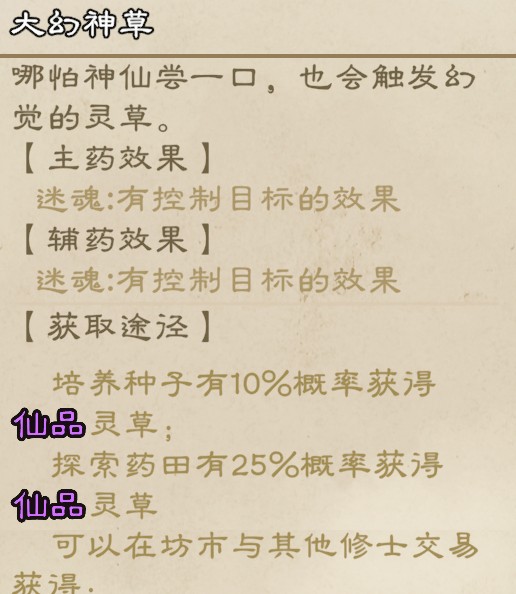 大幻神草
哪怕神仙尝一口，也会触发幻
觉的灵草。
【主药效果】
迷魂:有控制目标的效果
【辅药效果】
迷魂:有控制目标的效果
【获取途径】
培养种子有10%概率获得
仙品灵草；
探索药田有25%概率获得
仙品灵草
可以在坊市与其他修士交易
获得；